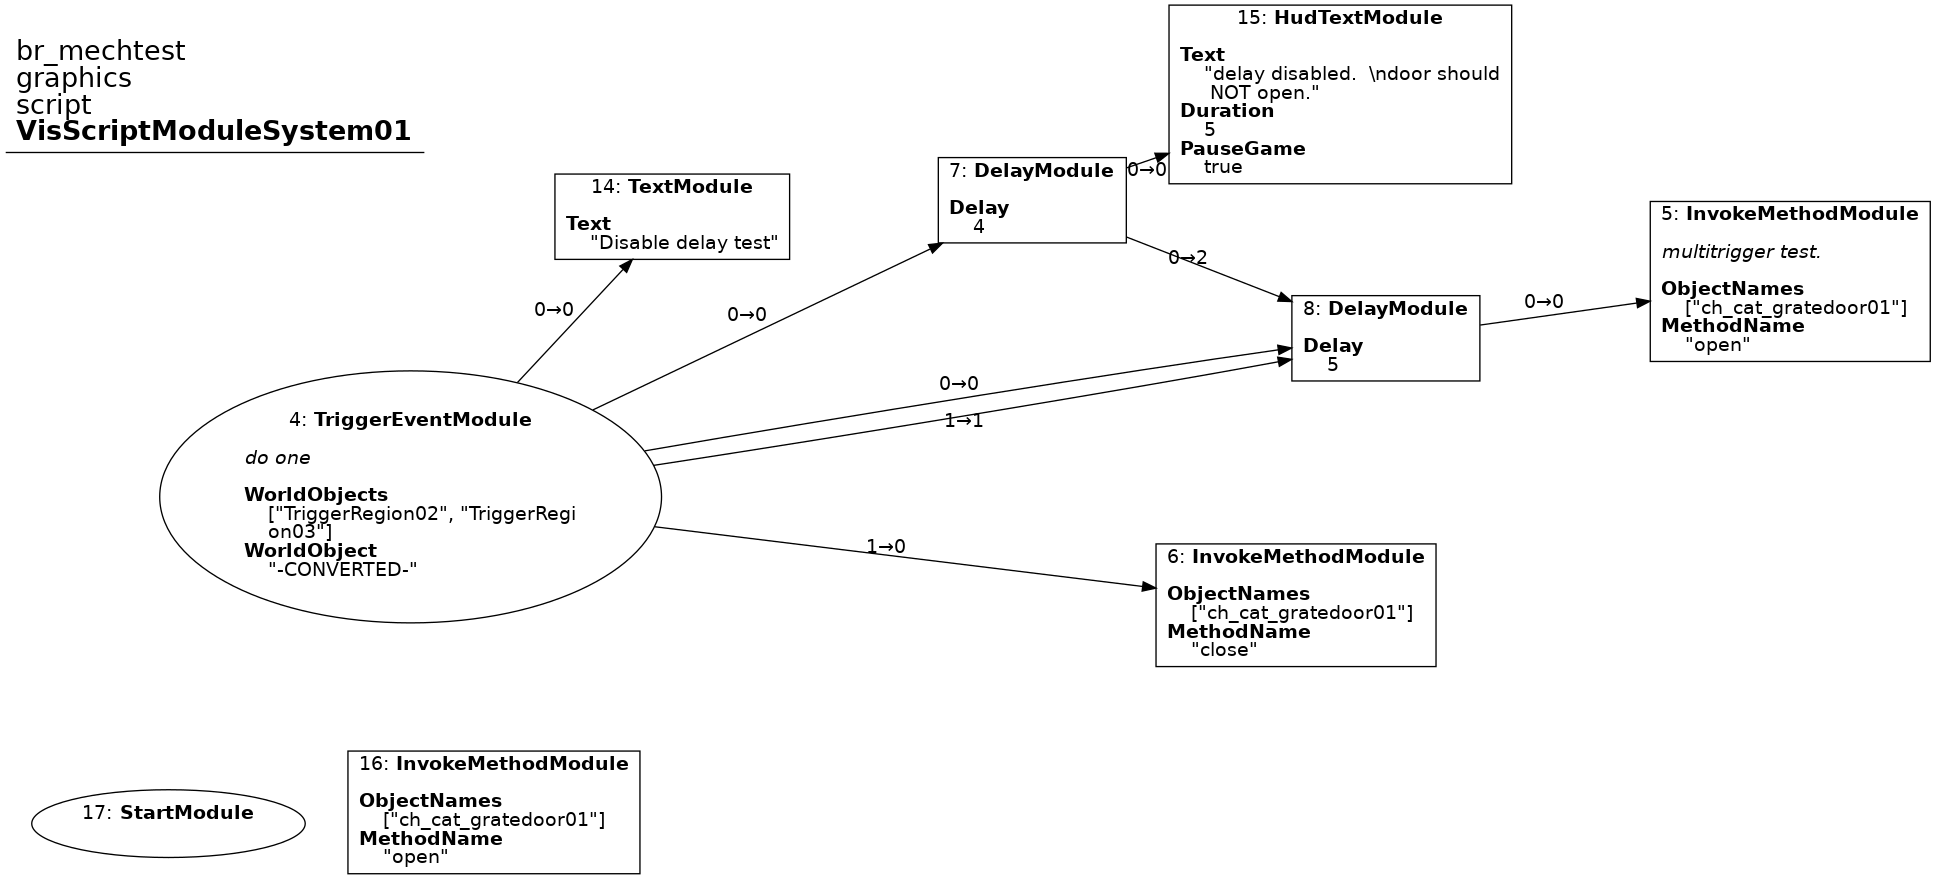 br_mechtest
graphics
script
VisScriptModuleSystem01
15: HudTextModule
Text
"delay disabled.  \ndoor should
NOT open."
Duration
5
PauseGame
true
14: TextModule
Text
"Disable delay test"
7: DelayModule
Delay
4
0→0
0→2
5: InvokeMethodModule
multitrigger test.
ObjectNames
["ch_cat_gratedoor01"]
MethodName
"open"
8: DelayModule
Delay
5
0→0
0→0
0→0
0→0
1→1
4: TriggerEventModule
do one
WorldObjects
["TriggerRegion02", "TriggerRegi
on03"]
WorldObject
"-CONVERTED-"
1→0
6: InvokeMethodModule
ObjectNames
["ch_cat_gratedoor01"]
MethodName
"close"
17: StartModule
16: InvokeMethodModule
ObjectNames
["ch_cat_gratedoor01"]
MethodName
"open"